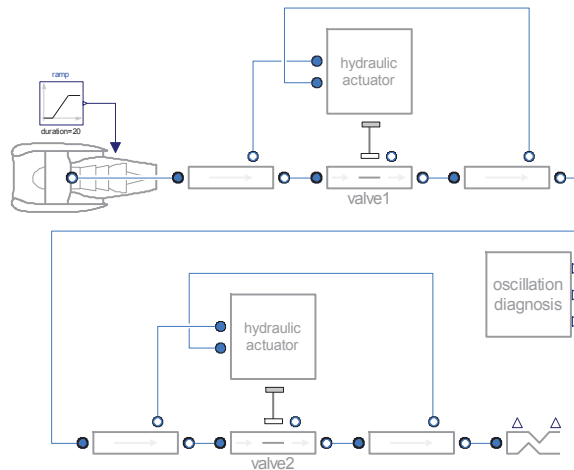 hydraulic
actuator
ramp
duration=20
valve1
oscillation
diagnosis
hydraulic
actuator
valve2